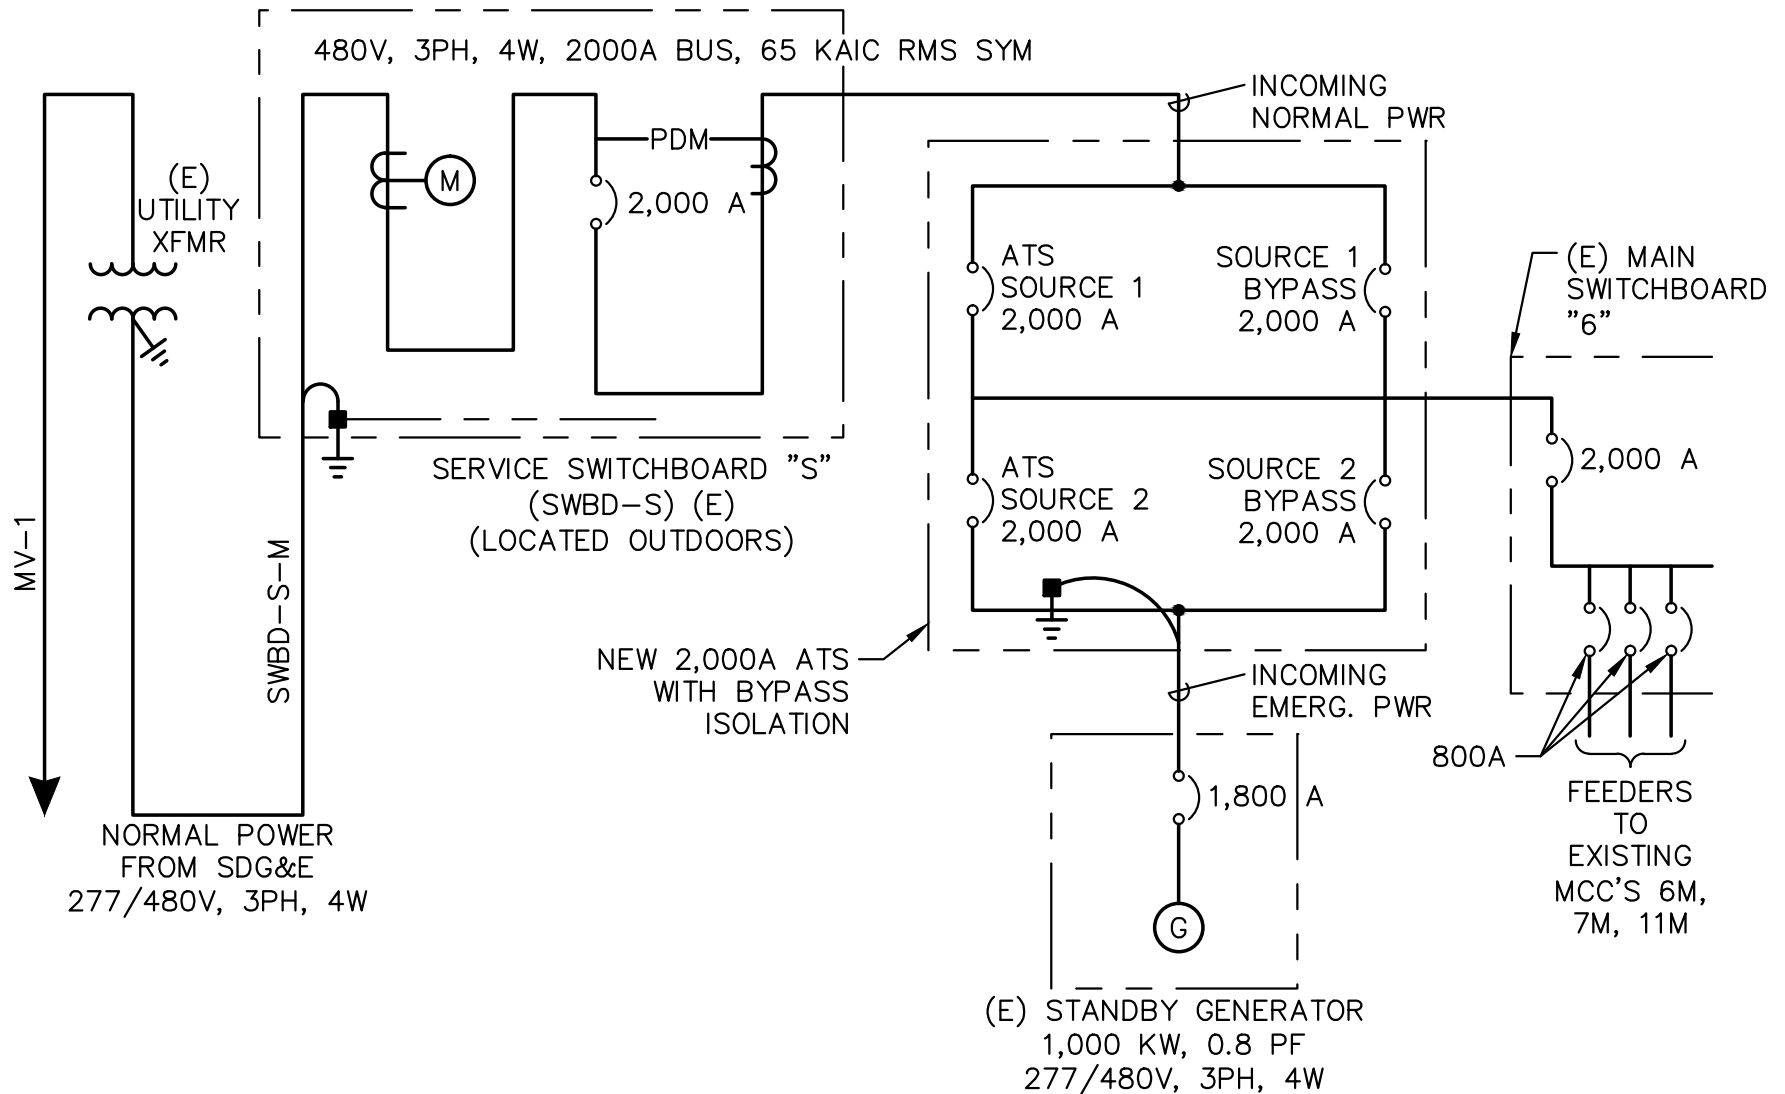 480V, 3PH, 4W, 2000A BUS, 65 KAIC RMS SYM
(E)
UTILITY
XFMR
M
PDM
2,000 A
MV-1
SWBD-S-M
SERVICE SWITCHBOARD "S"
(SWBD-S) (E)
(LOCATED OUTDOORS)
NORMAL POWER
FROM SDG&E
277/480V, 3PH, 4W
INCOMING
NORMAL PWR
ATS
SOURCE 1
2,000 A
SOURCE 1
BYPASS
2,000 A
ATS
SOURCE 2
2,000 A
SOURCE 2
BYPASS
2,000 A
NEW 2,000A ATS
WITH BYPASS
ISOLATION
INCOMING
EMERG. PWR
1,800 A
G
(E) STANDBY GENERATOR
1,000 KW, 0.8 PF
277/480V, 3PH, 4W
(E) MAIN
SWITCHBOARD
"6"
2,000 A
800A
FEEDERS
TO
EXISTING
MCC'S 6M,
7M, 11M